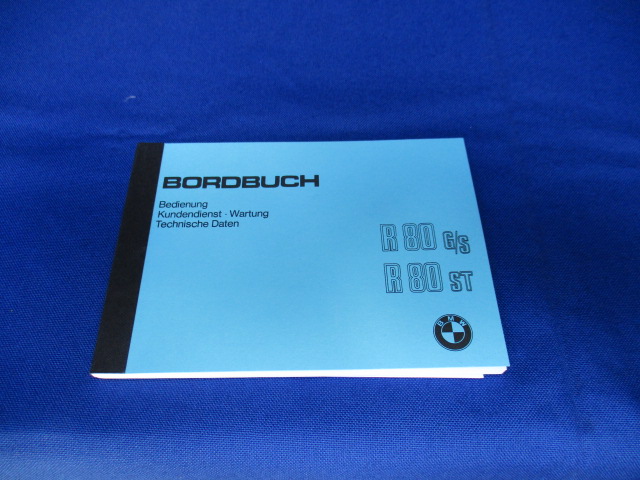 BORDBUCH
Bedienung
Kundendienst · Wartung
Technische Daten
R 80 G/S
R 80 ST
BMW